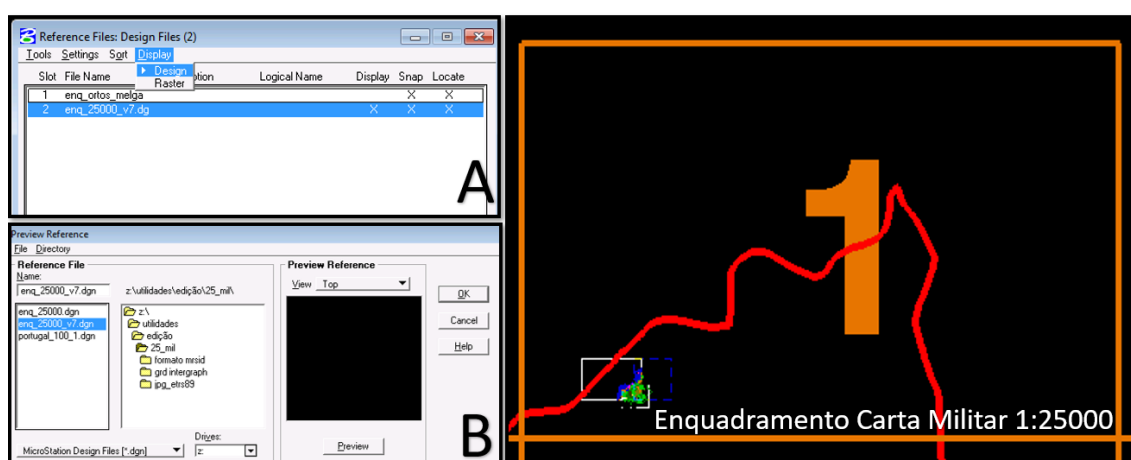 Reference Files: Design Files (2)
Tools Settings Sort Display
Design
Raster
Slot File Name ption Logical Name Display Snap Locate
1 enq_ortos_melga X X
2 enq_25000_v7.dg X X X
A
Preview Reference
File Directory
Reference File
Name:
enq_25000_v7.dgn z:\utilidades\edição\25_mil\
enq_25000.dgn
enq_25000_v7.dgn
portugal_100_1.dgn
z:\
utilidades
edição
25_mil
formato mrsid
grd intergraph
jpg_etrs89
MicroStation Design Files [*.dgn]
Drives:
z:
Preview Reference
View Top
Preview
OK
Cancel
Help
B
1
Enquadramento Carta Militar 1:25000